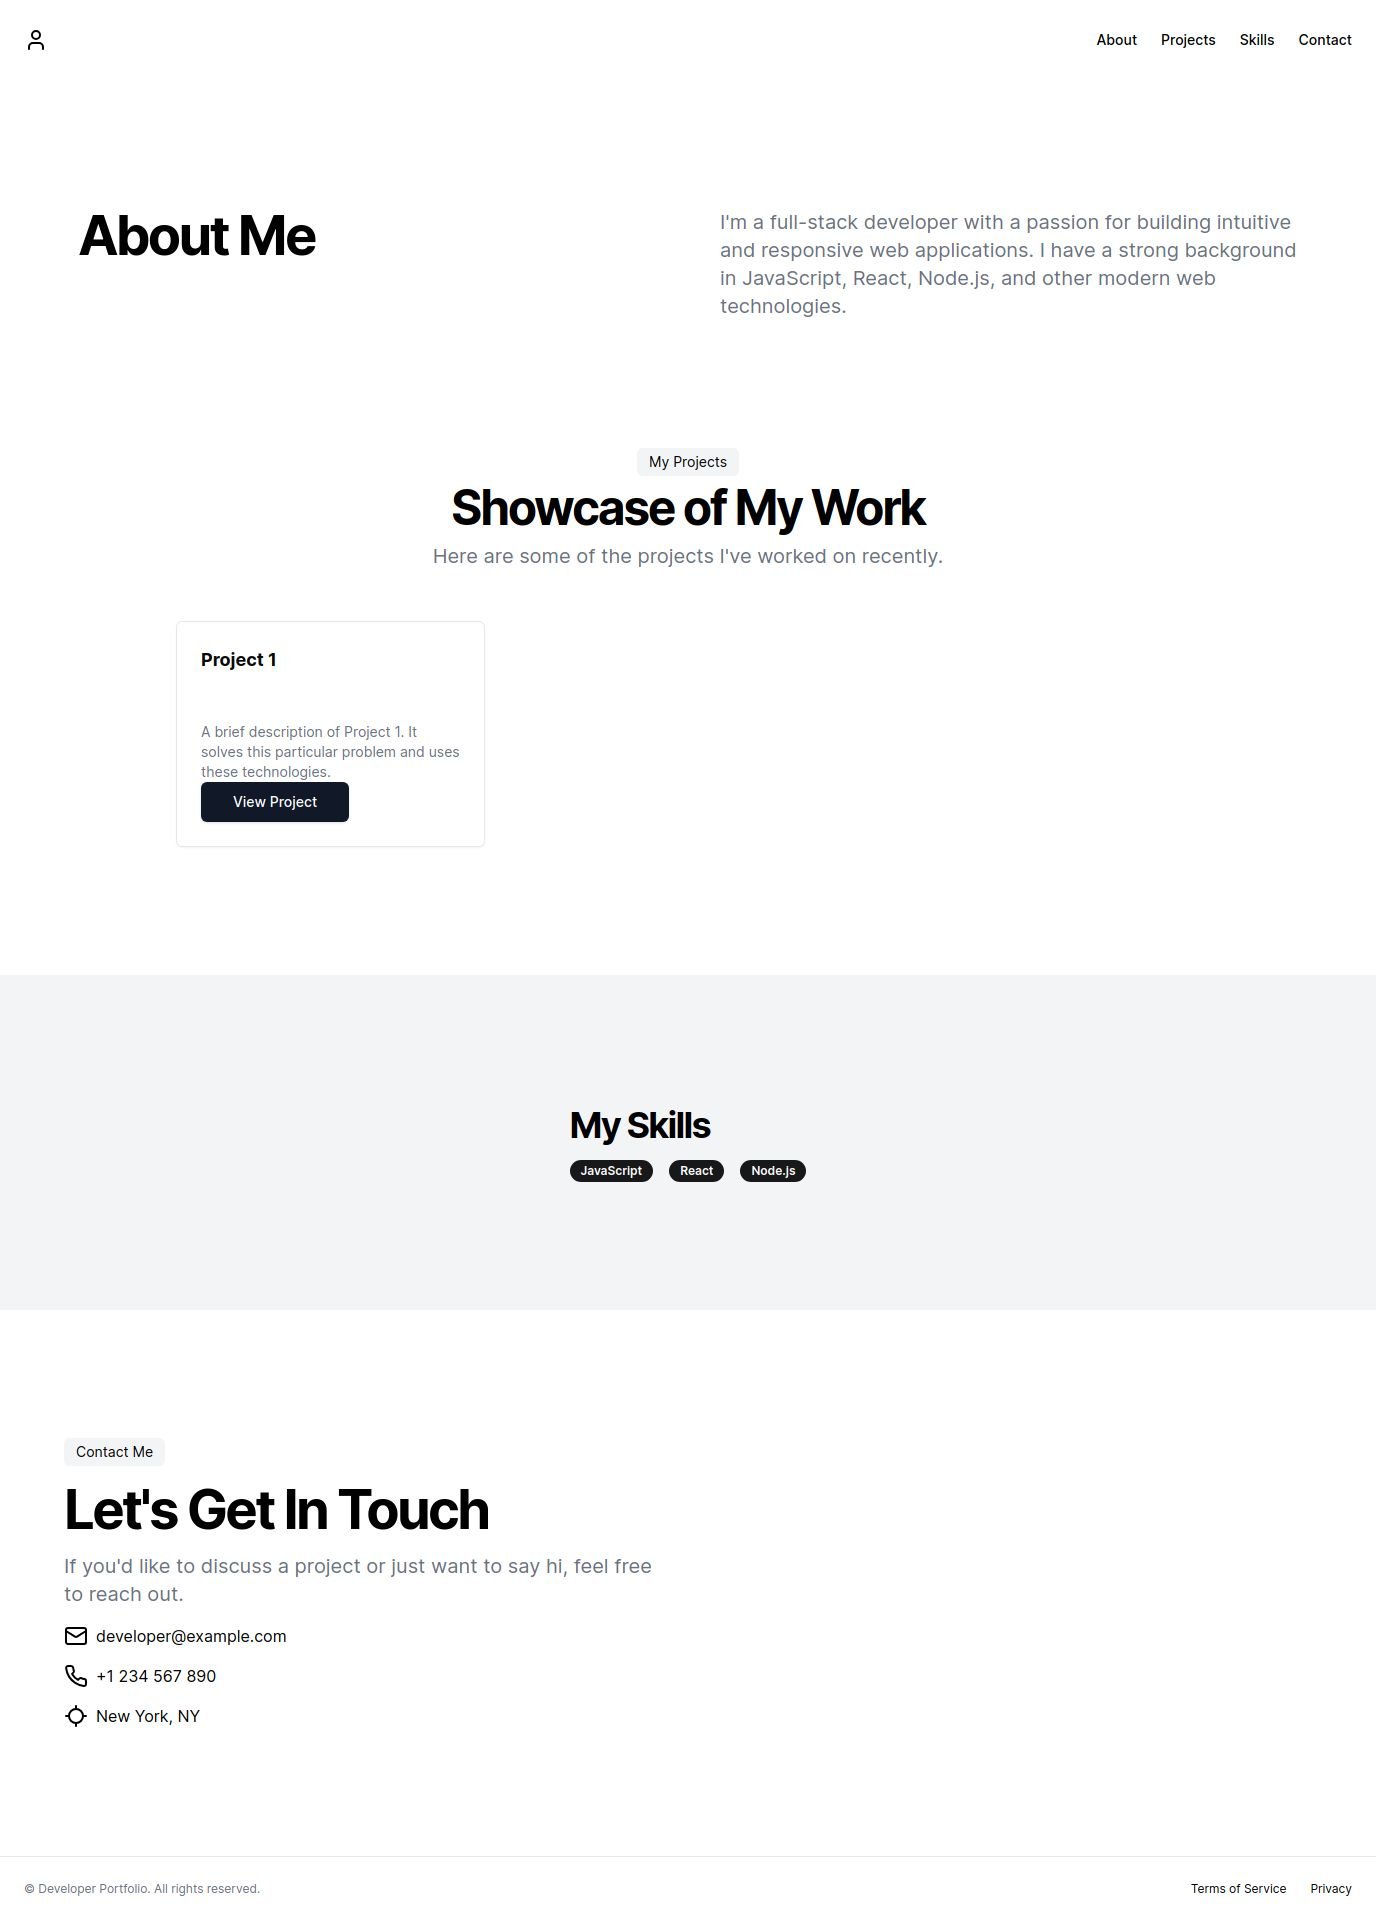 About Projects Skills Contact
About Me
I'm a full-stack developer with a passion for building intuitive
and responsive web applications. I have a strong background
in JavaScript, React, Node.js, and other modern web
technologies.
My Projects
Showcase of My Work
Here are some of the projects I've worked on recently.
Project 1
A brief description of Project 1. It
solves this particular problem and uses
these technologies.
View Project
My Skills
JavaScript React Node.js
Contact Me
Let's Get In Touch
If you'd like to discuss a project or just want to say hi, feel free
to reach out.
developer@example.com
+1 234 567 890
New York, NY
© Developer Portfolio. All rights reserved.
Terms of Service Privacy